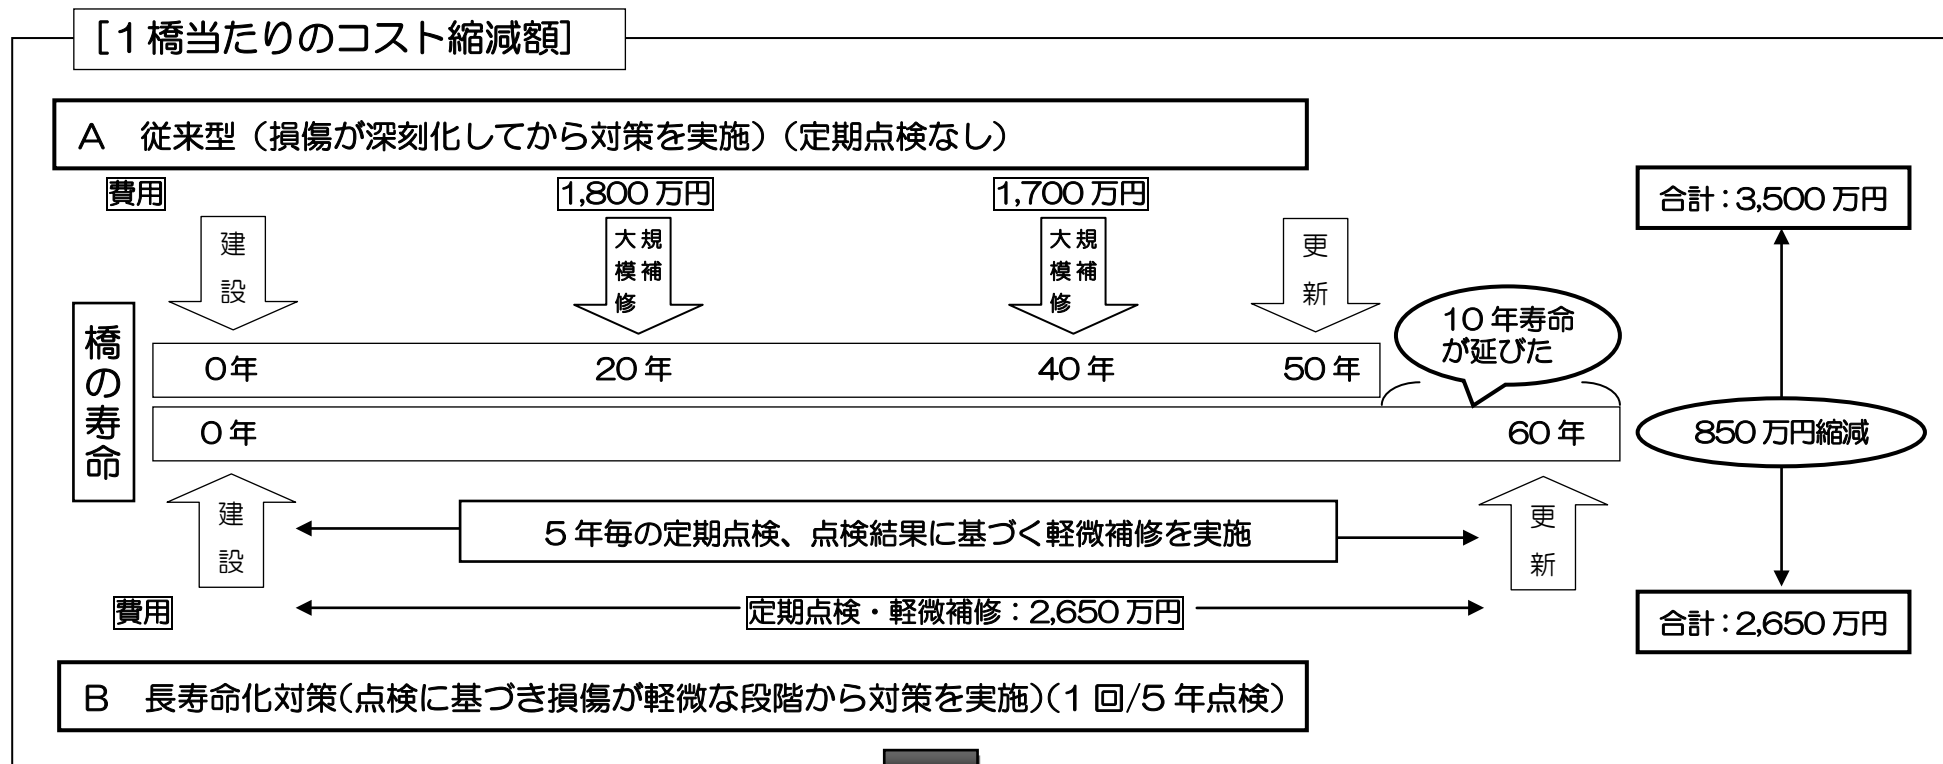 [1橋当たりのコスト縮減額]
A 従来型（損傷が深刻化してから対策を実施）（定期点検なし）
費用
1,800万円
1,700万円
合計：3,500万円
建設
大規模補修
大規模補修
更新
10年寿命
が延びた
橋の寿命
0年
20年
40年
50年
0年
60年
850万円縮減
建設
5年毎の定期点検、点検結果に基づく軽微補修を実施
更新
費用
定期点検・軽微補修：2,650万円
合計：2,650万円
B 長寿命化対策(点検に基づき損傷が軽微な段階から対策を実施)(1回/5年点検）